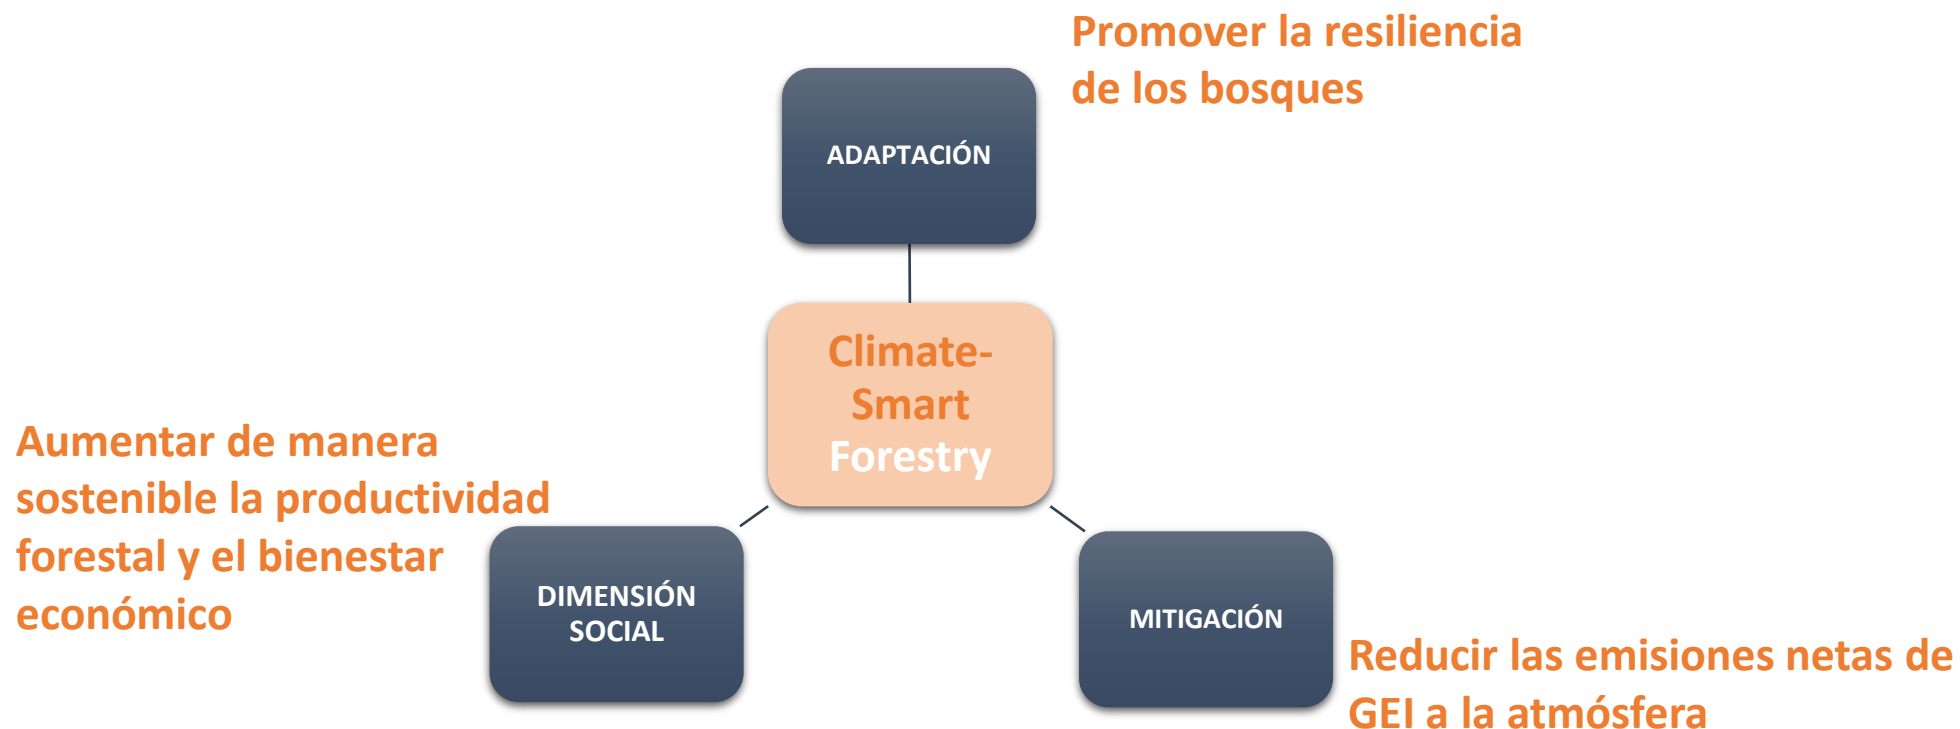 Promover la resiliencia
de los bosques
ADAPTACIÓN
Climate-
Smart
Forestry
Aumentar de manera
sostenible la productividad
forestal y el bienestar
económico
DIMENSIÓN
SOCIAL
MITIGACIÓN
Reducir las emisiones netas de
GEI a la atmósfera